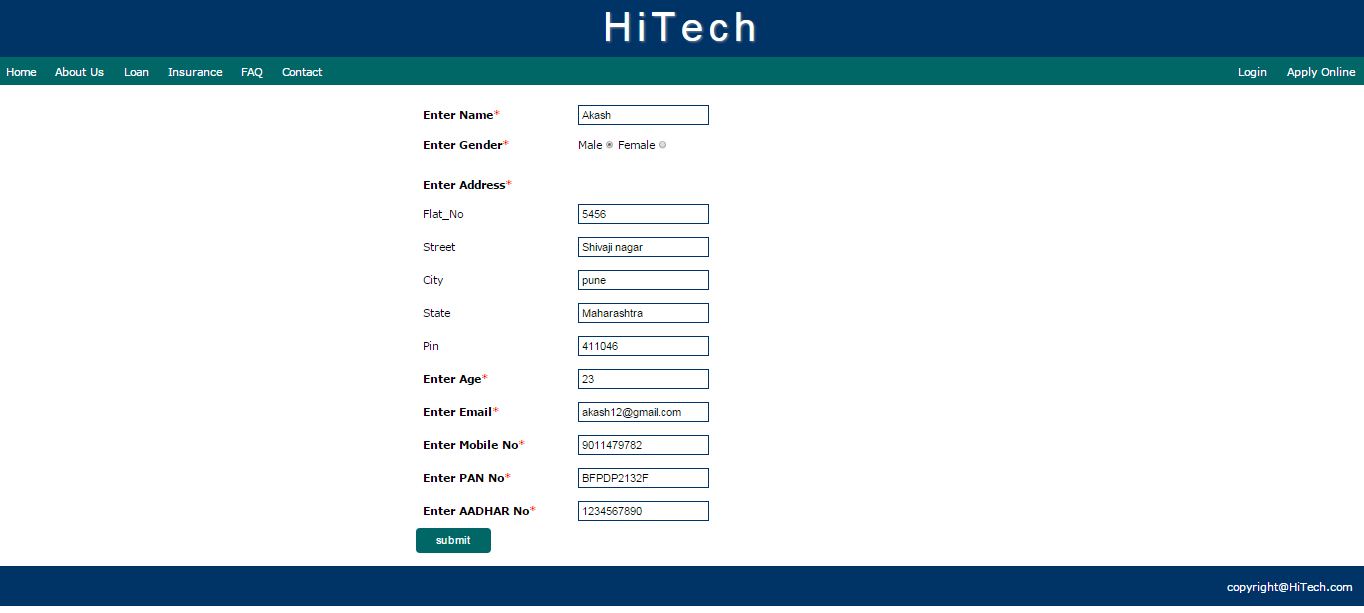 HiTech
Home About Us Loan Insurance FAQ Contact Login Apply Online
Enter Name* Akash
Enter Gender* Male Female
Enter Address*
Flat_No 5456
Street Shivaji nagar
City pune
State Maharashtra
Pin 411046
Enter Age* 23
Enter Email* akash12@gmail.com
Enter Mobile No* 9011479782
Enter PAN No* BFPDP2132F
Enter AADHAR No* 1234567890
submit
copyright@HiTech.com